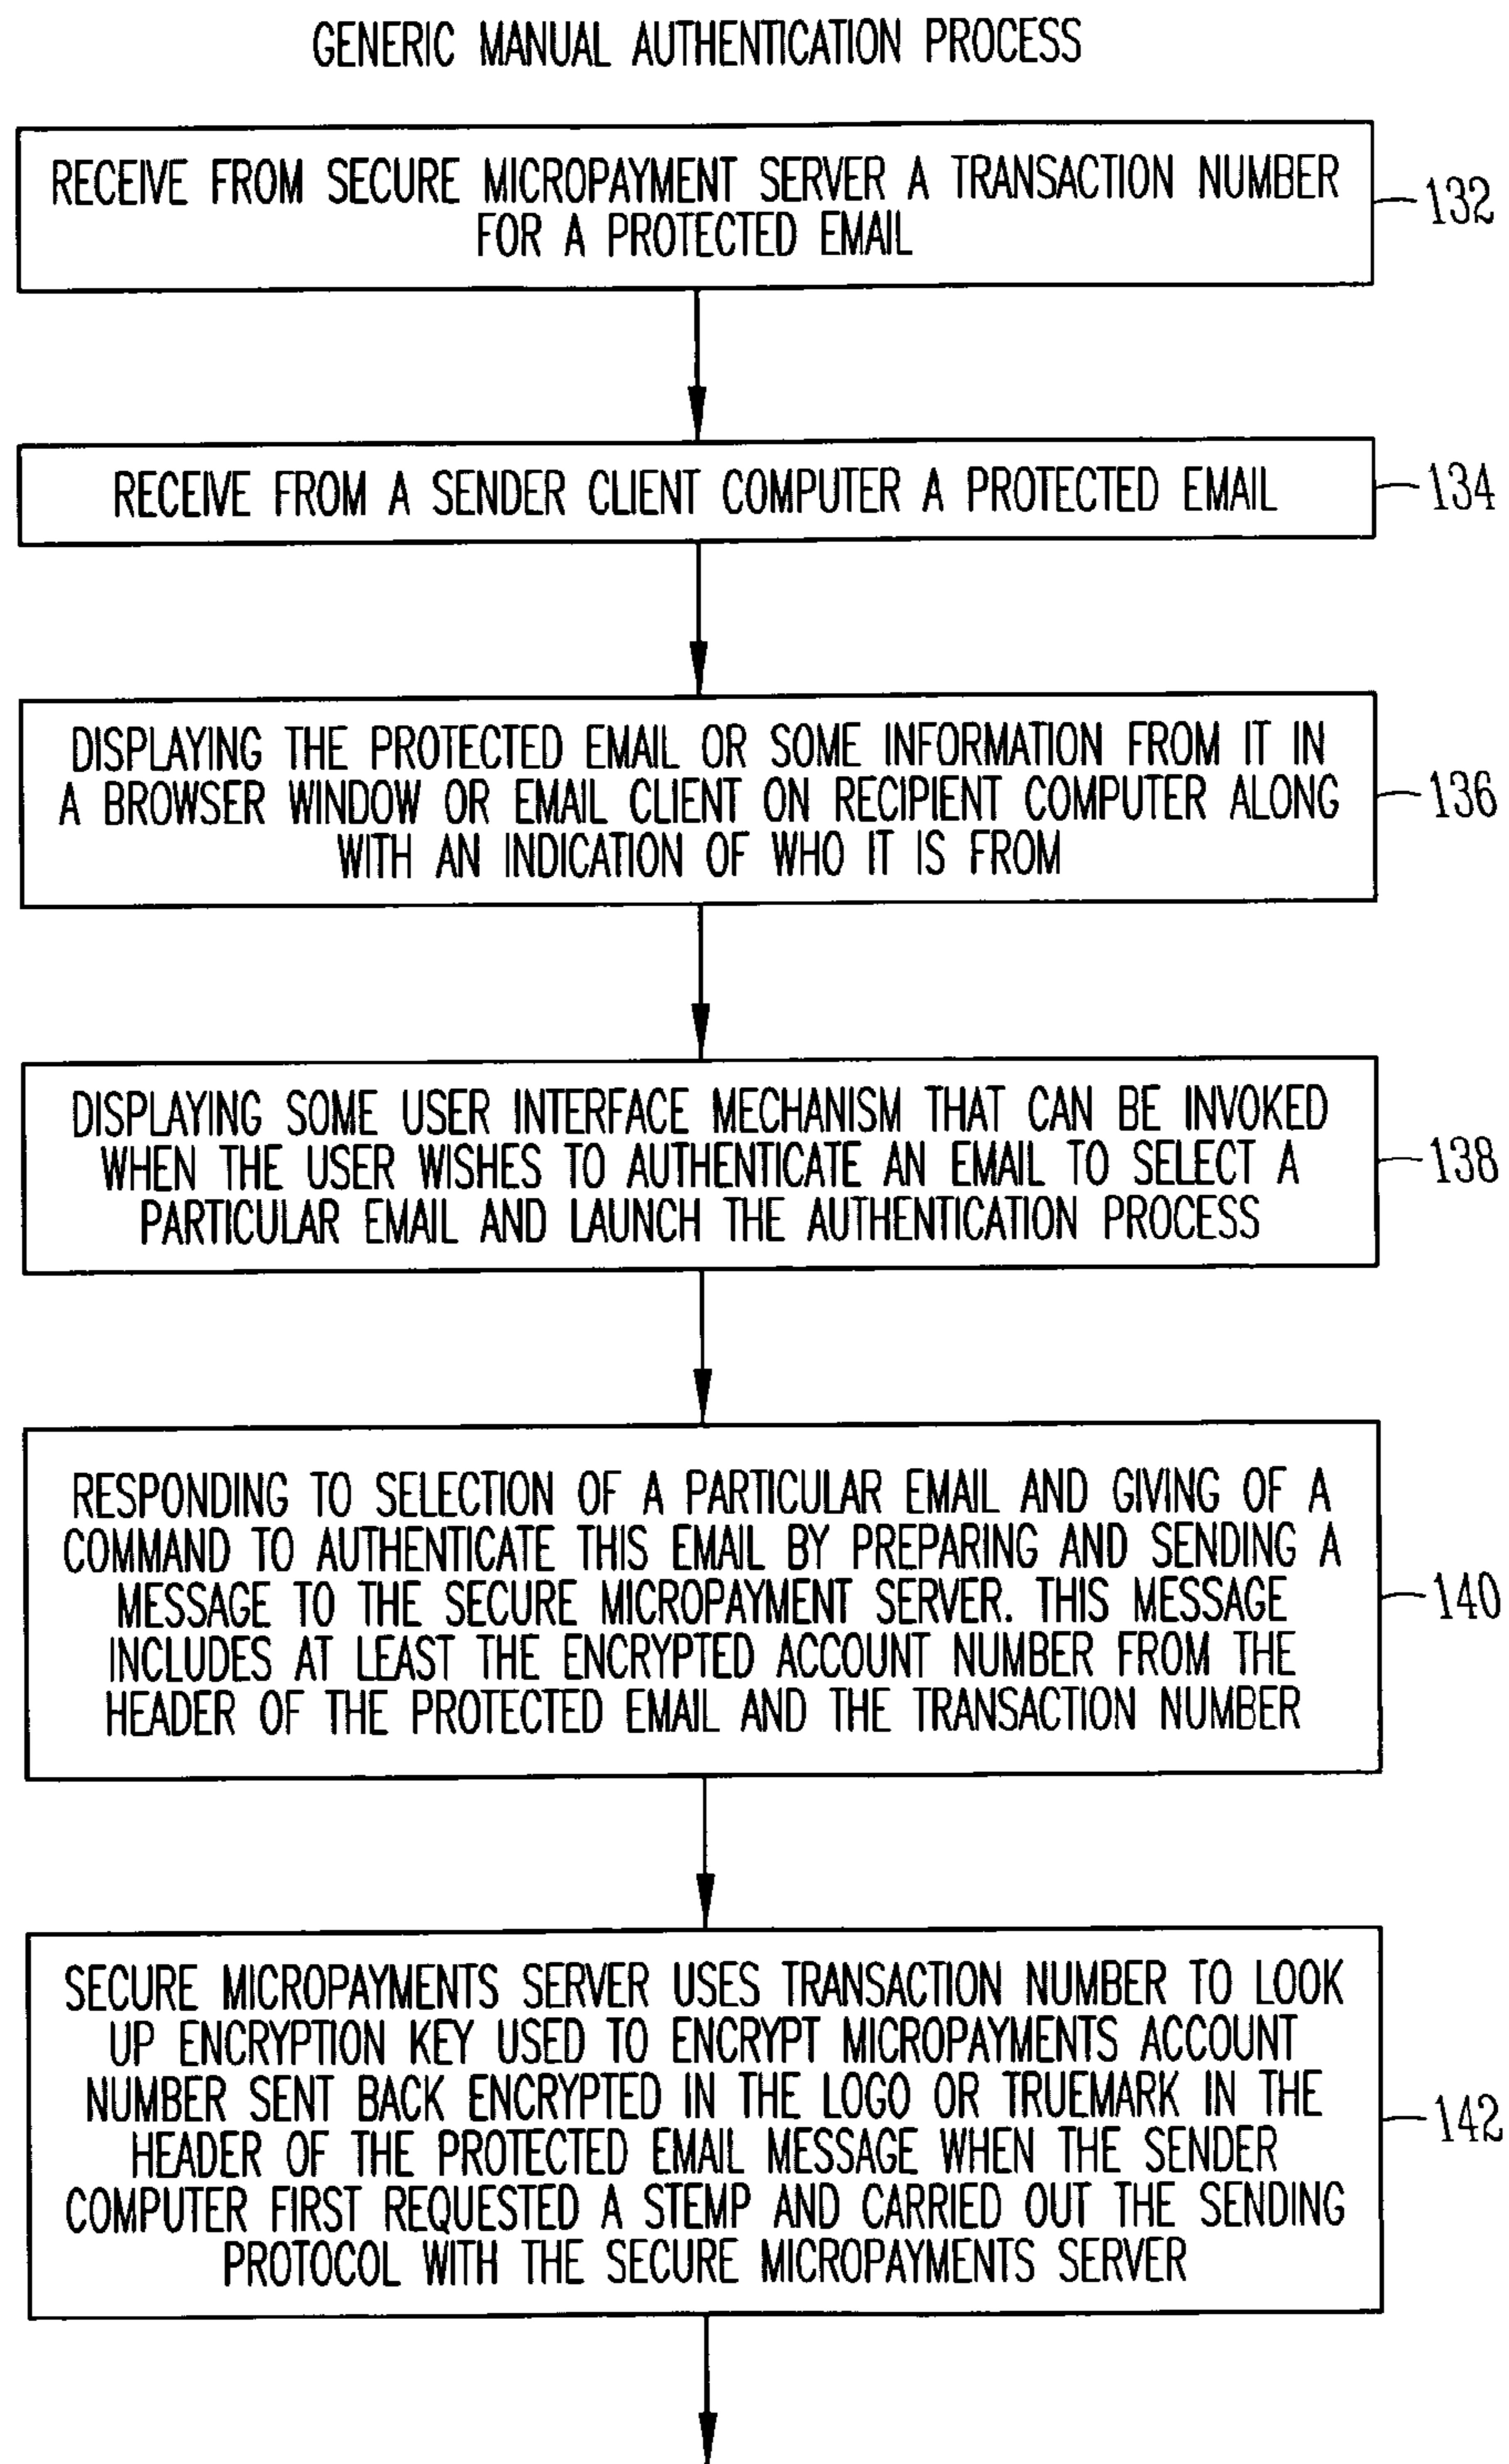 GENERIC MANUAL AUTHENTICATION PROCESS
RECEIVE FROM SECURE MICROPAYMENT SERVER A TRANSACTION NUMBER
FOR A PROTECTED EMAIL
132
RECEIVE FROM A SENDER CLIENT COMPUTER A PROTECTED EMAIL
134
DISPLAYING THE PROTECTED EMAIL OR SOME INFORMATION FROM IT IN
A BROWSER WINDOW OR EMAIL CLIENT ON RECIPIENT COMPUTER ALONG
WITH AN INDICATION OF WHO IT IS FROM
136
DISPLAYING SOME USER INTERFACE MECHANISM THAT CAN BE INVOKED
WHEN THE USER WISHES TO AUTHENTICATE AN EMAIL TO SELECT A
PARTICULAR EMAIL AND LAUNCH THE AUTHENTICATION PROCESS
138
RESPONDING TO SELECTION OF A PARTICULAR EMAIL AND GIVING OF A
COMMAND TO AUTHENTICATE THIS EMAIL BY PREPARING AND SENDING A
MESSAGE TO THE SECURE MICROPAYMENT SERVER. THIS MESSAGE
INCLUDES AT LEAST THE ENCRYPTED ACCOUNT NUMBER FROM THE
HEADER OF THE PROTECTED EMAIL AND THE TRANSACTION NUMBER
140
SECURE MICROPAYMENTS SERVER USES TRANSACTION NUMBER TO LOOK
UP ENCRYPTION KEY USED TO ENCRYPT MICROPAYMENTS ACCOUNT
NUMBER SENT BACK ENCRYPTED IN THE LOGO OR TRUEMARK IN THE
HEADER OF THE PROTECTED EMAIL MESSAGE WHEN THE SENDER
COMPUTER FIRST REQUESTED A STEMP AND CARRIED OUT THE SENDING
PROTOCOL WITH THE SECURE MICROPAYMENTS SERVER
142